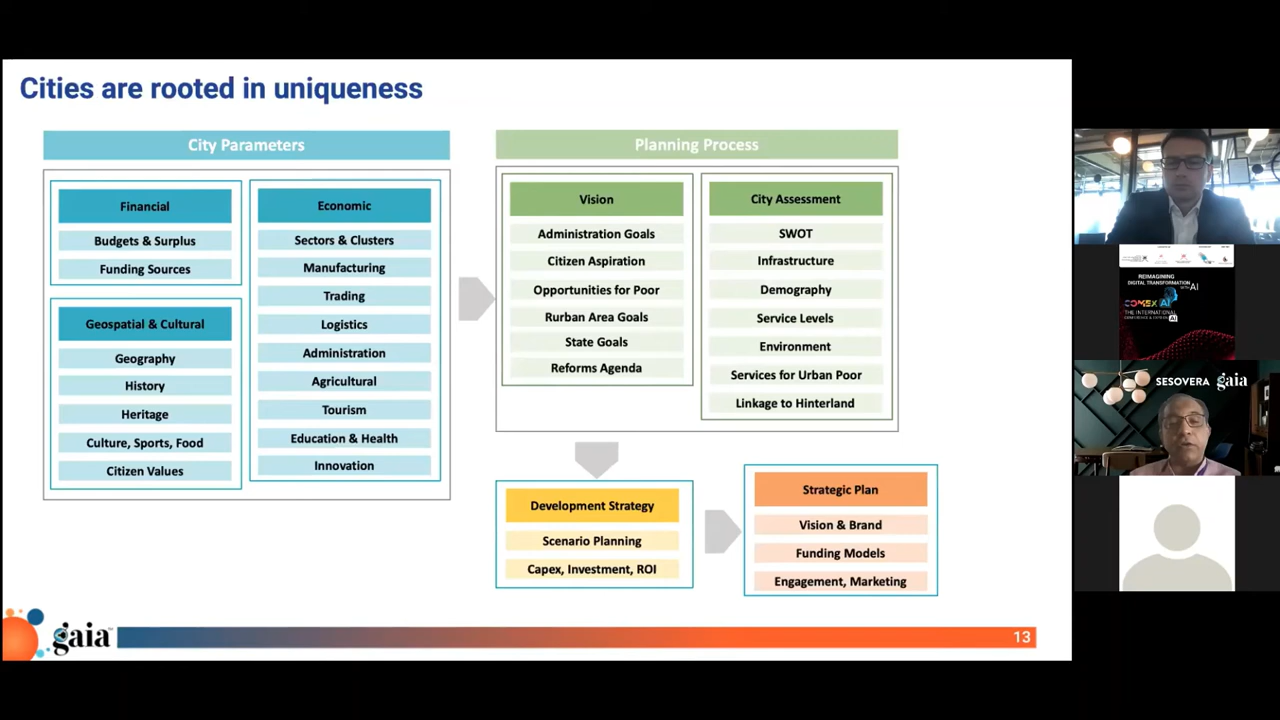 Cities are rooted in uniqueness
City Parameters
Financial
Budgets & Surplus
Funding Sources
Geospatial & Cultural
Geography
History
Heritage
Culture, Sports, Food
Citizen Values
Economic
Sectors & Clusters
Manufacturing
Trading
Logistics
Administration
Agricultural
Tourism
Education & Health
Innovation
Planning Process
Vision
Administration Goals
Citizen Aspiration
Opportunities for Poor
Rurban Area Goals
State Goals
Reforms Agenda
City Assessment
SWOT
Infrastructure
Demography
Service Levels
Environment
Services for Urban Poor
Linkage to Hinterland
Development Strategy
Scenario Planning
Capex, Investment, ROI
Strategic Plan
Vision & Brand
Funding Models
Engagement, Marketing
gaia
13
REIMAGINING
DIGITAL TRANSFORMATION
WITH AI
COMEX AI
THE INTERNATIONAL
SESOVERA gaia